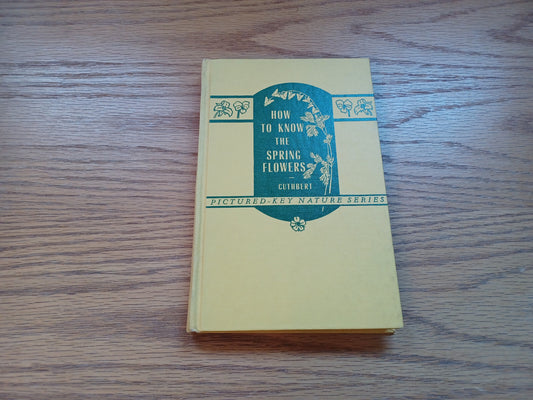 HOW
TO KNOW
THE
SPRING
FLOWERS
CUTHBERT
PICTURED-KEY NATURE SERIES